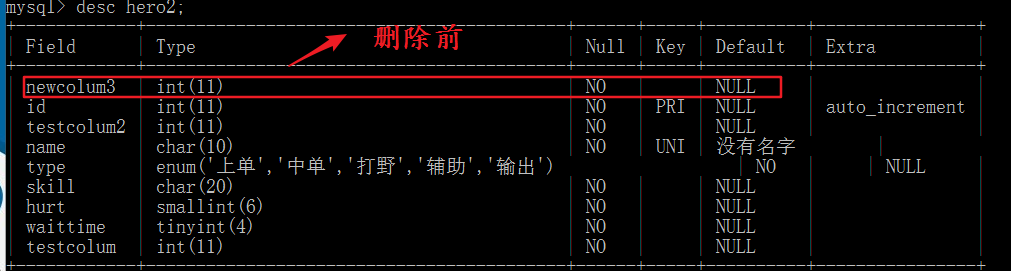 mysql> desc hero2;
删除前
Field | Type | Null | Key | Default | Extra
newcolum3 | int(11) | NO | | NULL |
id | int(11) | NO | PRI | NULL | auto_increment
testcolum2 | int(11) | NO | | NULL |
name | char(10) | NO | UNI | 没有名字 |
type | enum('上单','中单','打野','辅助','输出') | NO | | NULL
skill | char(20) | NO | | NULL |
hurt | smallint(6) | NO | | NULL |
waittime | tinyint(4) | NO | | NULL |
testcolum | int(11) | NO | | NULL |